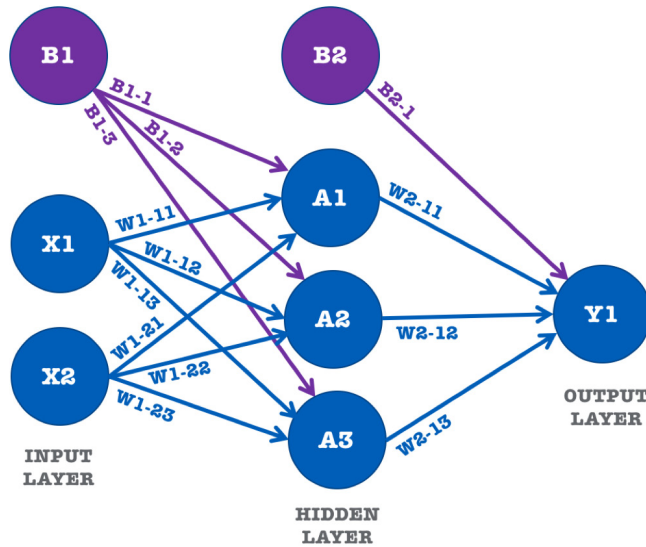 B1
B2
B1-1
B1-2
B1-3
B2-1
A1
W1-11
W2-11
X1
W1-12
W1-13
A2
W2-12
Y1
W1-21
X2
W1-22
W1-23
A3
W2-13
OUTPUT
LAYER
INPUT
LAYER
HIDDEN
LAYER